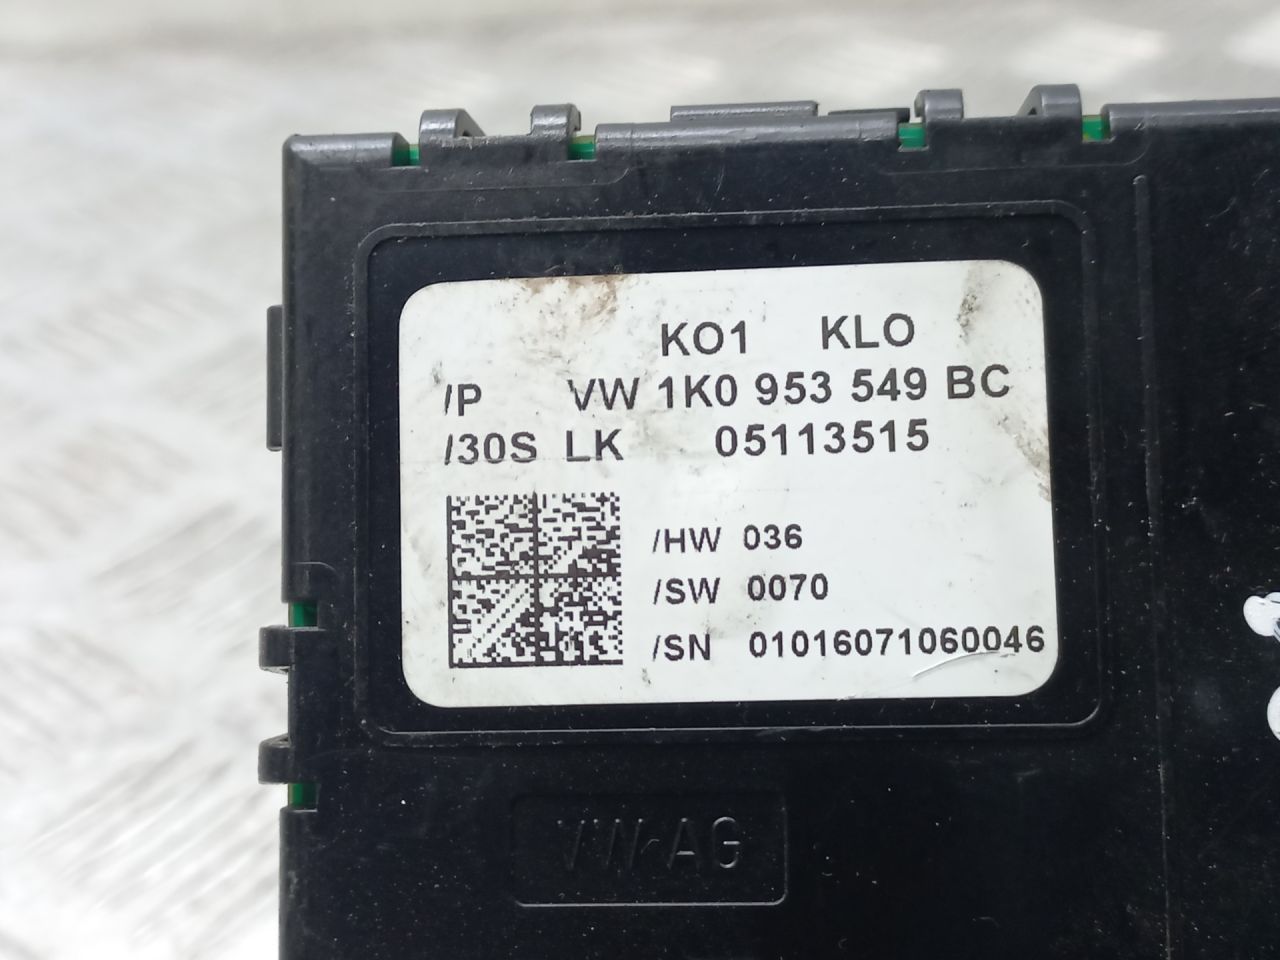 KO1 KLO
/P VW 1K0 953 549 BC
/30S LK 05113515
/HW 036
/SW 0070
/SN 01016071060046
VW AG